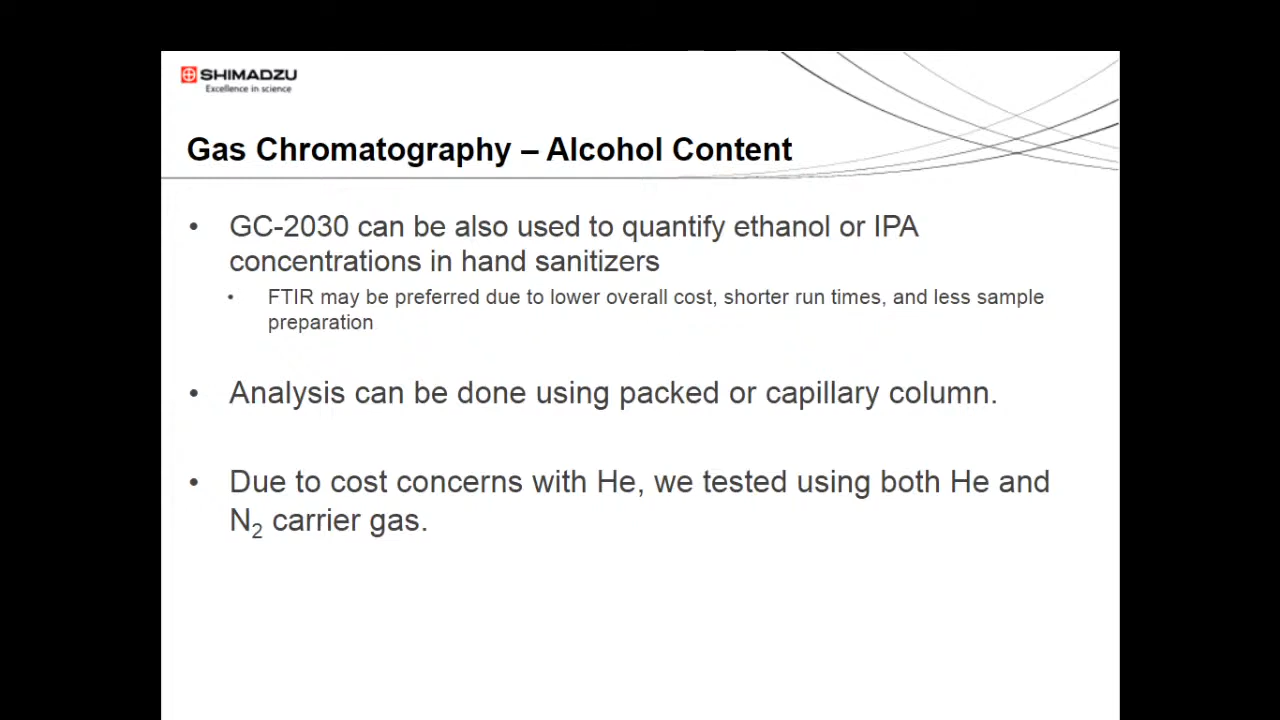 SHIMADZU
Excellence in science
Gas Chromatography – Alcohol Content
• GC-2030 can be also used to quantify ethanol or IPA
concentrations in hand sanitizers
• FTIR may be preferred due to lower overall cost, shorter run times, and less sample
preparation
• Analysis can be done using packed or capillary column.
• Due to cost concerns with He, we tested using both He and
N₂ carrier gas.